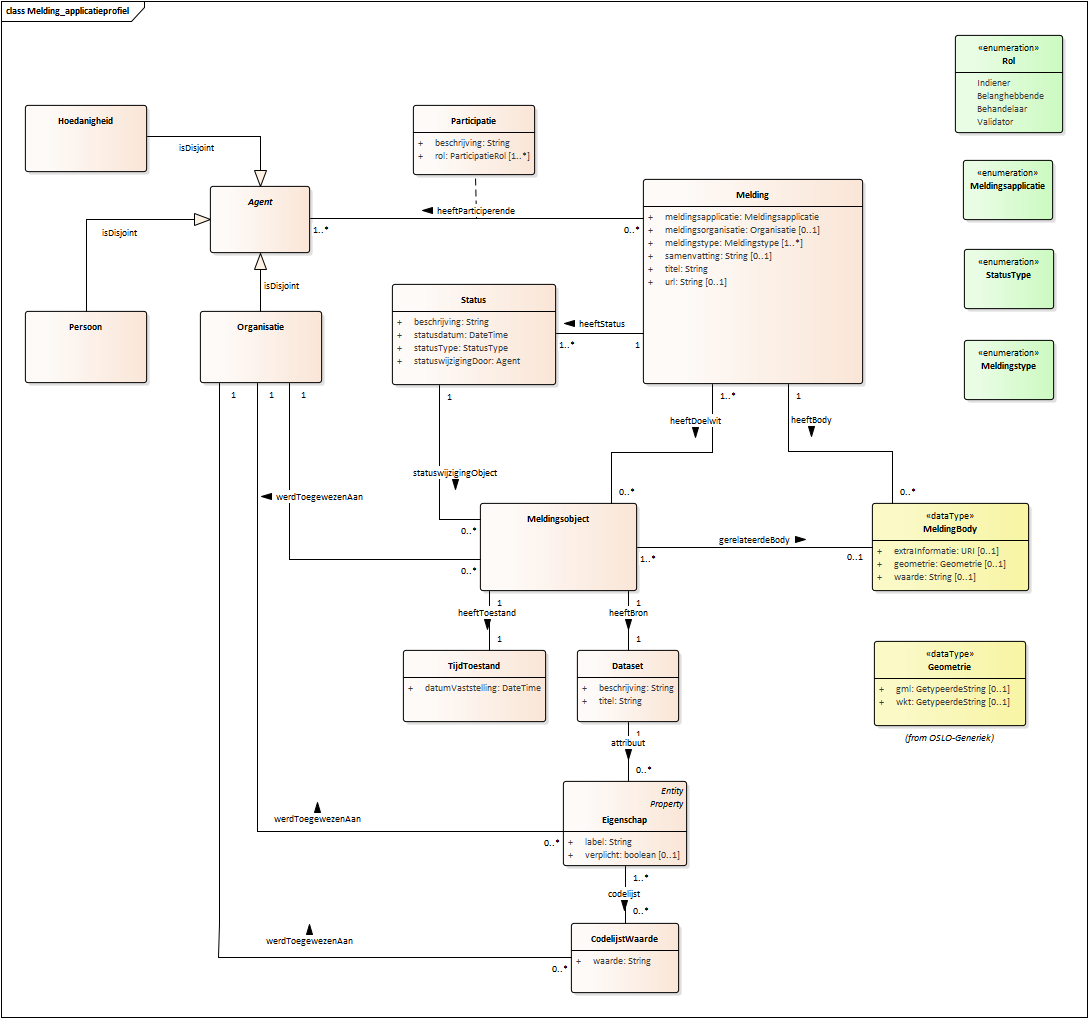 class Melding_applicatieprofiel
«enumeration»
Rol
Indiener
Belanghebbende
Behandelaar
Validator
Hoedanigheid
isDisjoint
Participatie
+ beschrijving: String
+ rol: ParticipatieRol [1..*]
«enumeration»
Meldingsapplicatie
Agent
isDisjoint
1..*
heeftParticiperende
0..*
Melding
+ meldingsapplicatie: Meldingsapplicatie
+ meldingsorganisatie: Organisatie [0..1]
+ meldingstype: Meldingstype [1..*]
+ samenvatting: String [0..1]
+ titel: String
+ url: String [0..1]
«enumeration»
StatusType
isDisjoint
Persoon
Organisatie
Status
+ beschrijving: String
+ statusdatum: DateTime
+ statusType: StatusType
+ statuswijzigingDoor: Agent
heeftStatus
1..*
1
«enumeration»
Meldingstype
1
1
1
1
1..*
1
heeftDoelwit
heeftBody
statuswijzigingObject
werdToegewezenAan
0..*
0..*
0..*
0..*
Meldingsobject
gerelateerdeBody
1..*
0..1
«dataType»
MeldingBody
+ extraInformatie: URI [0..1]
+ geometrie: Geometrie [0..1]
+ waarde: String [0..1]
1
heeftToestand
1
1
heeftBron
1
TijdToestand
+ datumVaststelling: DateTime
Dataset
+ beschrijving: String
+ titel: String
«dataType»
Geometrie
+ gml: GetypeerdeString [0..1]
+ wkt: GetypeerdeString [0..1]
(from OSLO-Generiek)
1
attribuut
0..*
Entity
Property
Eigenschap
+ label: String
+ verplicht: boolean [0..1]
werdToegewezenAan
0..*
1..*
codelijst
0..*
CodelijstWaarde
+ waarde: String
werdToegewezenAan
0..*